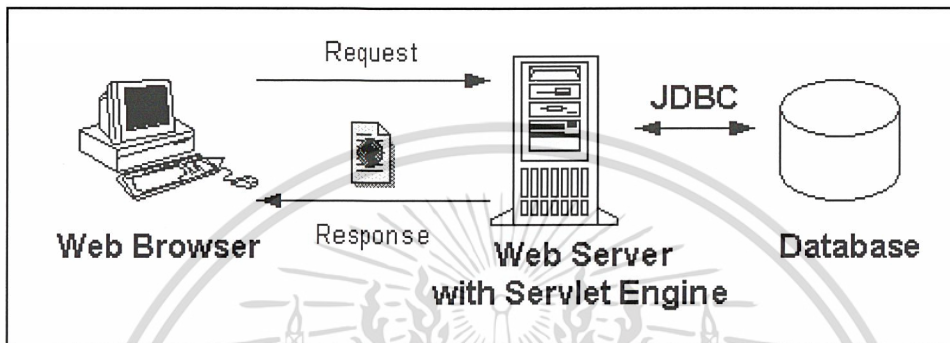 Request
JDBC
Response
Web Browser
Web Server
with Servlet Engine
Database